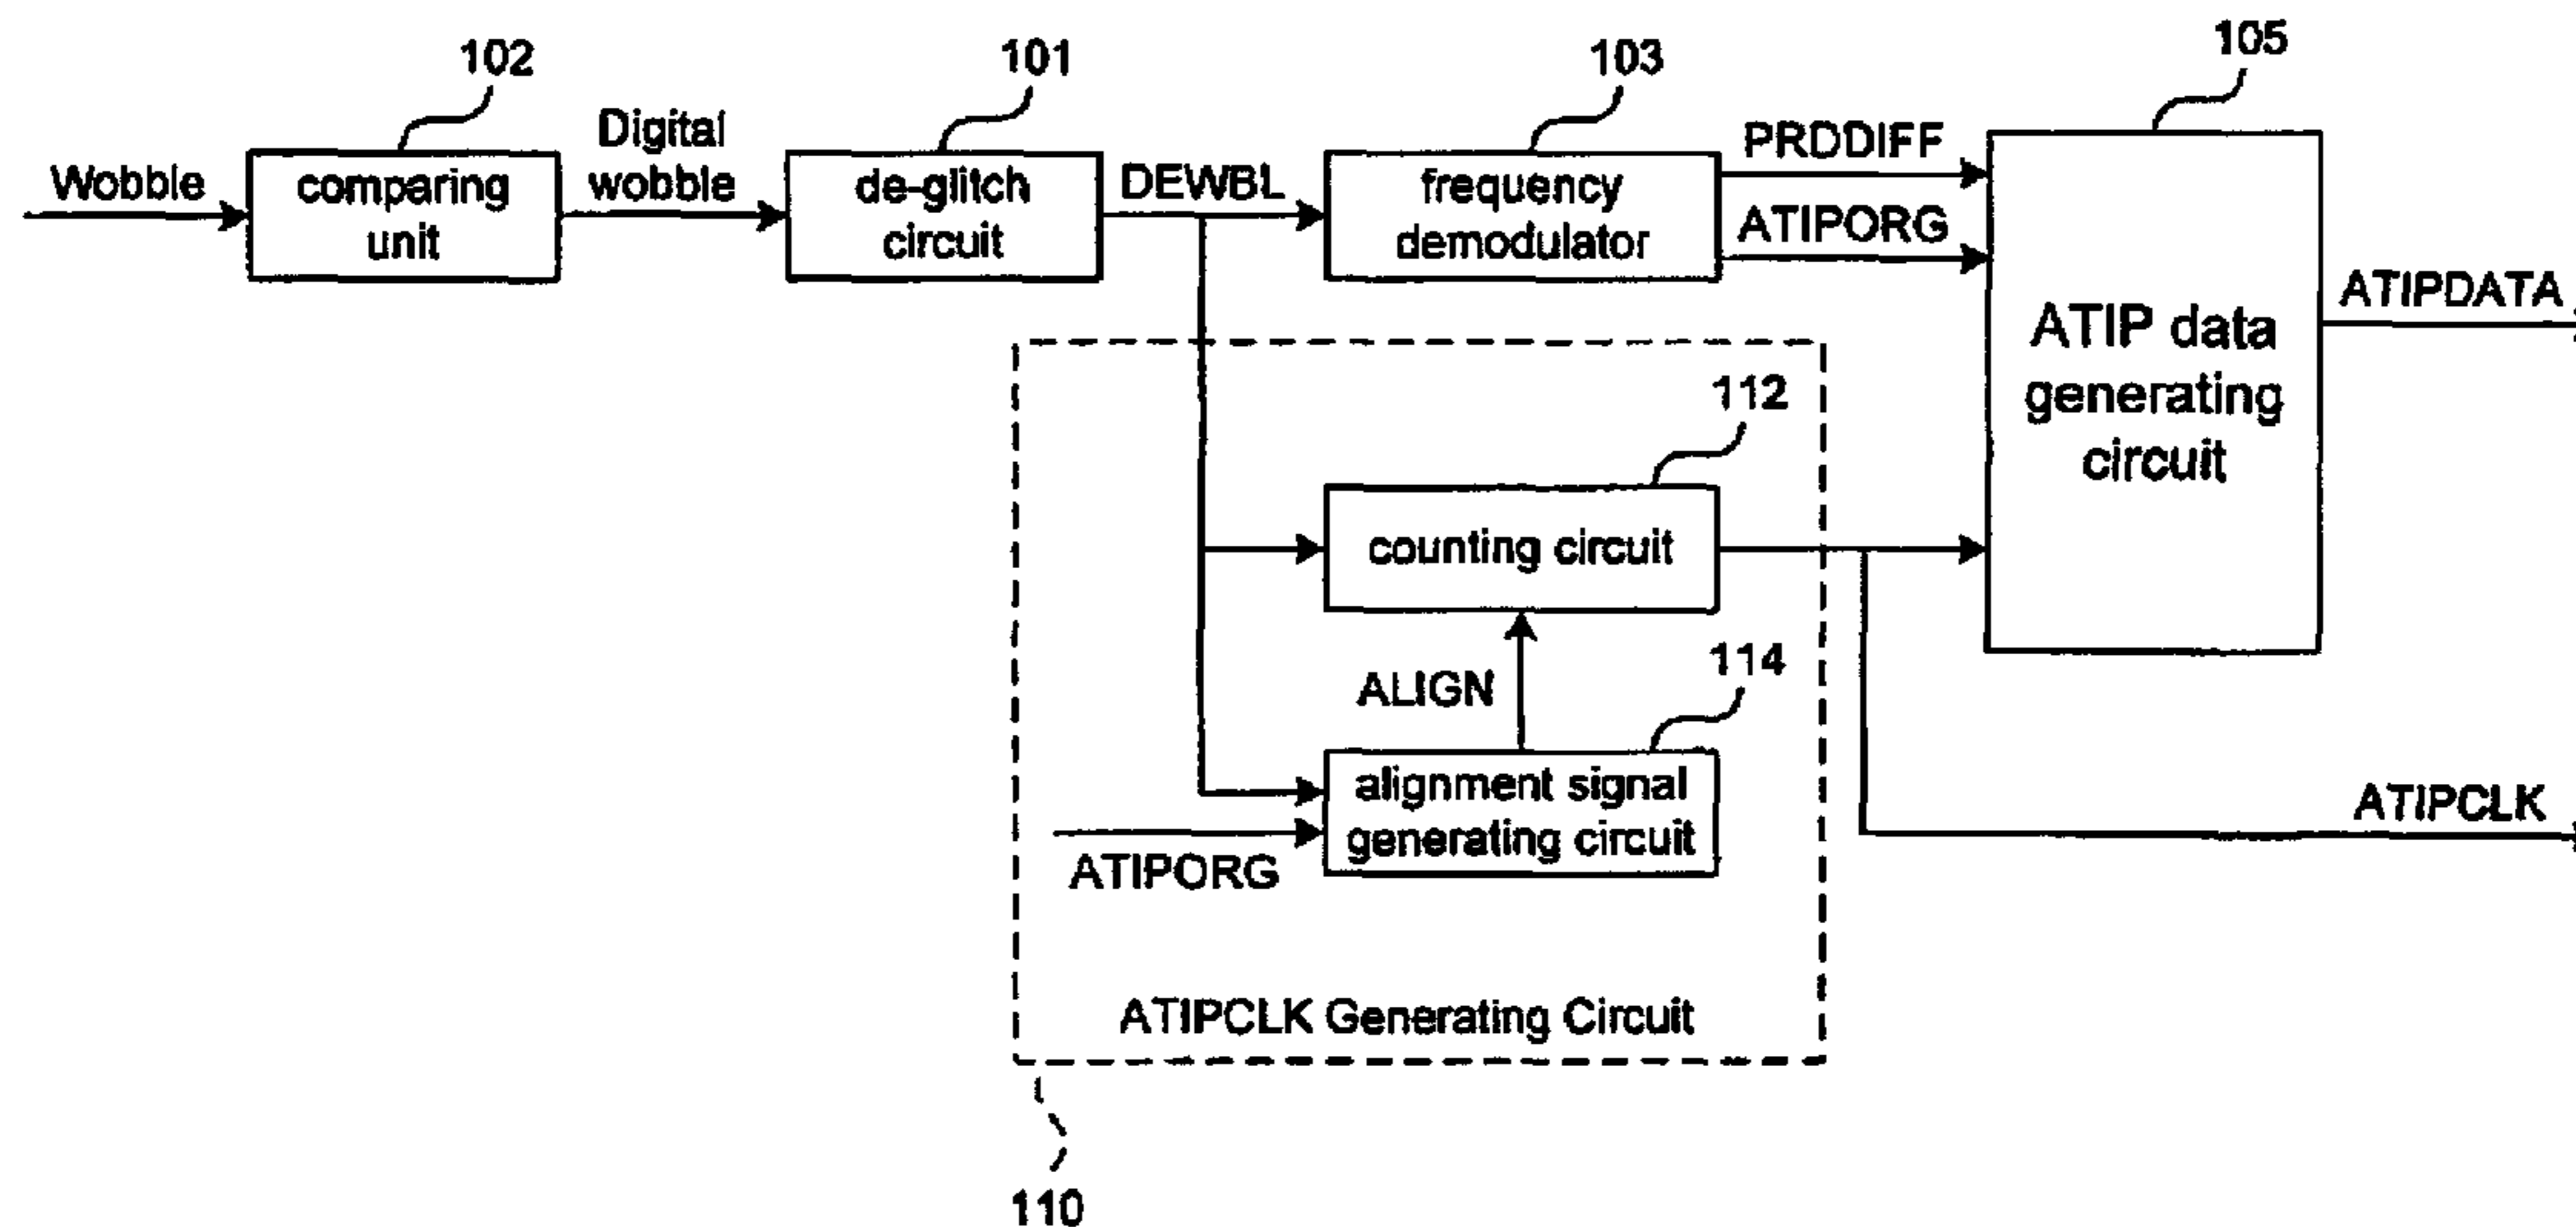 102
101
103
105
Wobble
comparing
unit
Digital
wobble
de-glitch
circuit
DEWBL
frequency
demodulator
PRDDIFF
ATIPORG
ATIP data
generating
circuit
ATIPDATA
112
counting circuit
ALIGN
114
alignment signal
generating circuit
ATIPORG
ATIPCLK
ATIPCLK Generating Circuit
110